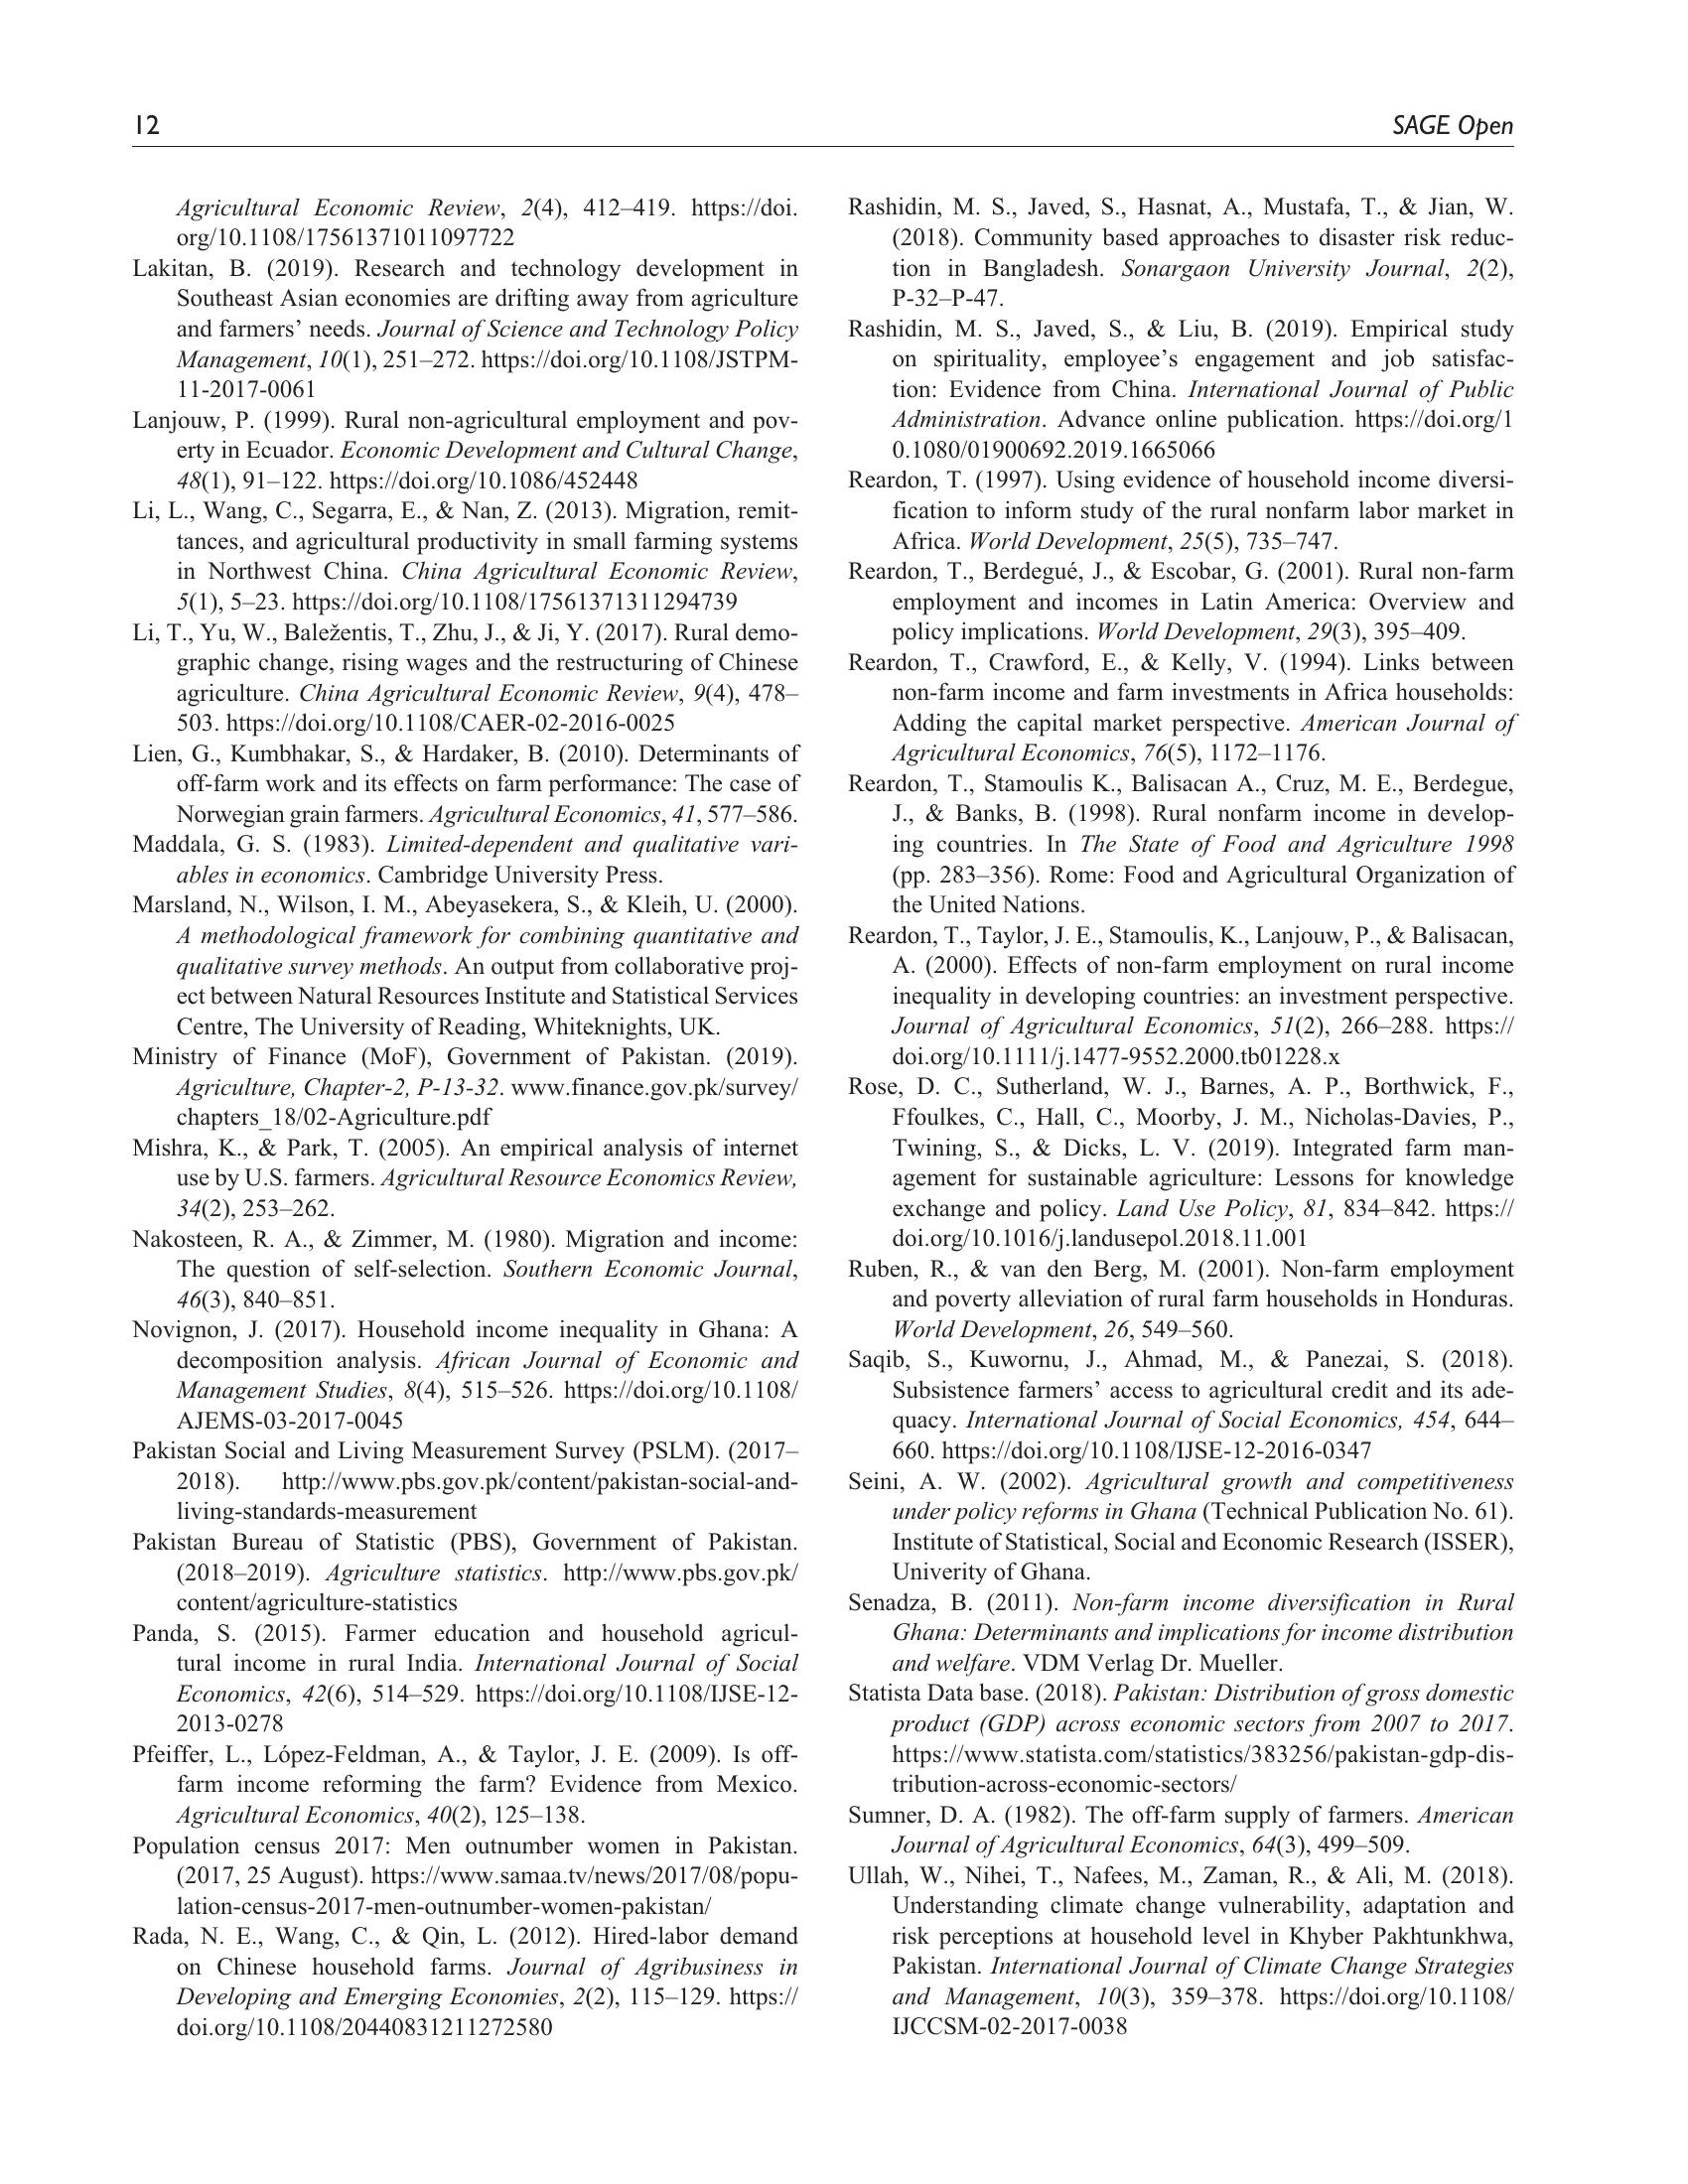 12
SAGE Open
Agricultural Economic Review, 2(4), 412–419. https://doi.
org/10.1108/17561371011097722
Lakitan, B. (2019). Research and technology development in
Southeast Asian economies are drifting away from agriculture
and farmers’ needs. Journal of Science and Technology Policy
Management, 10(1), 251–272. https://doi.org/10.1108/JSTPM-
11-2017-0061
Lanjouw, P. (1999). Rural non-agricultural employment and pov-
erty in Ecuador. Economic Development and Cultural Change,
48(1), 91–122. https://doi.org/10.1086/452448
Li, L., Wang, C., Segarra, E., & Nan, Z. (2013). Migration, remit-
tances, and agricultural productivity in small farming systems
in Northwest China. China Agricultural Economic Review,
5(1), 5–23. https://doi.org/10.1108/17561371311294739
Li, T., Yu, W., Baležentis, T., Zhu, J., & Ji, Y. (2017). Rural demo-
graphic change, rising wages and the restructuring of Chinese
agriculture. China Agricultural Economic Review, 9(4), 478–
503. https://doi.org/10.1108/CAER-02-2016-0025
Lien, G., Kumbhakar, S., & Hardaker, B. (2010). Determinants of
off-farm work and its effects on farm performance: The case of
Norwegian grain farmers. Agricultural Economics, 41, 577–586.
Maddala, G. S. (1983). Limited-dependent and qualitative vari-
ables in economics. Cambridge University Press.
Marsland, N., Wilson, I. M., Abeyasekera, S., & Kleih, U. (2000).
A methodological framework for combining quantitative and
qualitative survey methods. An output from collaborative proj-
ect between Natural Resources Institute and Statistical Services
Centre, The University of Reading, Whiteknights, UK.
Ministry of Finance (MoF), Government of Pakistan. (2019).
Agriculture, Chapter-2, P-13-32. www.finance.gov.pk/survey/
chapters_18/02-Agriculture.pdf
Mishra, K., & Park, T. (2005). An empirical analysis of internet
use by U.S. farmers. Agricultural Resource Economics Review,
34(2), 253–262.
Nakosteen, R. A., & Zimmer, M. (1980). Migration and income:
The question of self-selection. Southern Economic Journal,
46(3), 840–851.
Novignon, J. (2017). Household income inequality in Ghana: A
decomposition analysis. African Journal of Economic and
Management Studies, 8(4), 515–526. https://doi.org/10.1108/
AJEMS-03-2017-0045
Pakistan Social and Living Measurement Survey (PSLM). (2017–
2018). http://www.pbs.gov.pk/content/pakistan-social-and-
living-standards-measurement
Pakistan Bureau of Statistic (PBS), Government of Pakistan.
(2018–2019). Agriculture statistics. http://www.pbs.gov.pk/
content/agriculture-statistics
Panda, S. (2015). Farmer education and household agricul-
tural income in rural India. International Journal of Social
Economics, 42(6), 514–529. https://doi.org/10.1108/IJSE-12-
2013-0278
Pfeiffer, L., López-Feldman, A., & Taylor, J. E. (2009). Is off-
farm income reforming the farm? Evidence from Mexico.
Agricultural Economics, 40(2), 125–138.
Population census 2017: Men outnumber women in Pakistan.
(2017, 25 August). https://www.samaa.tv/news/2017/08/popu-
lation-census-2017-men-outnumber-women-pakistan/
Rada, N. E., Wang, C., & Qin, L. (2012). Hired-labor demand
on Chinese household farms. Journal of Agribusiness in
Developing and Emerging Economies, 2(2), 115–129. https://
doi.org/10.1108/20440831211272580
Rashidin, M. S., Javed, S., Hasnat, A., Mustafa, T., & Jian, W.
(2018). Community based approaches to disaster risk reduc-
tion in Bangladesh. Sonargaon University Journal, 2(2),
P-32–P-47.
Rashidin, M. S., Javed, S., & Liu, B. (2019). Empirical study
on spirituality, employee’s engagement and job satisfac-
tion: Evidence from China. International Journal of Public
Administration. Advance online publication. https://doi.org/1
0.1080/01900692.2019.1665066
Reardon, T. (1997). Using evidence of household income diversi-
fication to inform study of the rural nonfarm labor market in
Africa. World Development, 25(5), 735–747.
Reardon, T., Berdegué, J., & Escobar, G. (2001). Rural non-farm
employment and incomes in Latin America: Overview and
policy implications. World Development, 29(3), 395–409.
Reardon, T., Crawford, E., & Kelly, V. (1994). Links between
non-farm income and farm investments in Africa households:
Adding the capital market perspective. American Journal of
Agricultural Economics, 76(5), 1172–1176.
Reardon, T., Stamoulis K., Balisacan A., Cruz, M. E., Berdegue,
J., & Banks, B. (1998). Rural nonfarm income in develop-
ing countries. In The State of Food and Agriculture 1998
(pp. 283–356). Rome: Food and Agricultural Organization of
the United Nations.
Reardon, T., Taylor, J. E., Stamoulis, K., Lanjouw, P., & Balisacan,
A. (2000). Effects of non-farm employment on rural income
inequality in developing countries: an investment perspective.
Journal of Agricultural Economics, 51(2), 266–288. https://
doi.org/10.1111/j.1477-9552.2000.tb01228.x
Rose, D. C., Sutherland, W. J., Barnes, A. P., Borthwick, F.,
Ffoulkes, C., Hall, C., Moorby, J. M., Nicholas-Davies, P.,
Twining, S., & Dicks, L. V. (2019). Integrated farm man-
agement for sustainable agriculture: Lessons for knowledge
exchange and policy. Land Use Policy, 81, 834–842. https://
doi.org/10.1016/j.landusepol.2018.11.001
Ruben, R., & van den Berg, M. (2001). Non-farm employment
and poverty alleviation of rural farm households in Honduras.
World Development, 26, 549–560.
Saqib, S., Kuwornu, J., Ahmad, M., & Panezai, S. (2018).
Subsistence farmers’ access to agricultural credit and its ade-
quacy. International Journal of Social Economics, 454, 644–
660. https://doi.org/10.1108/IJSE-12-2016-0347
Seini, A. W. (2002). Agricultural growth and competitiveness
under policy reforms in Ghana (Technical Publication No. 61).
Institute of Statistical, Social and Economic Research (ISSER),
Univerity of Ghana.
Senadza, B. (2011). Non-farm income diversification in Rural
Ghana: Determinants and implications for income distribution
and welfare. VDM Verlag Dr. Mueller.
Statista Data base. (2018). Pakistan: Distribution of gross domestic
product (GDP) across economic sectors from 2007 to 2017.
https://www.statista.com/statistics/383256/pakistan-gdp-dis-
tribution-across-economic-sectors/
Sumner, D. A. (1982). The off-farm supply of farmers. American
Journal of Agricultural Economics, 64(3), 499–509.
Ullah, W., Nihei, T., Nafees, M., Zaman, R., & Ali, M. (2018).
Understanding climate change vulnerability, adaptation and
risk perceptions at household level in Khyber Pakhtunkhwa,
Pakistan. International Journal of Climate Change Strategies
and Management, 10(3), 359–378. https://doi.org/10.1108/
IJCCSM-02-2017-0038